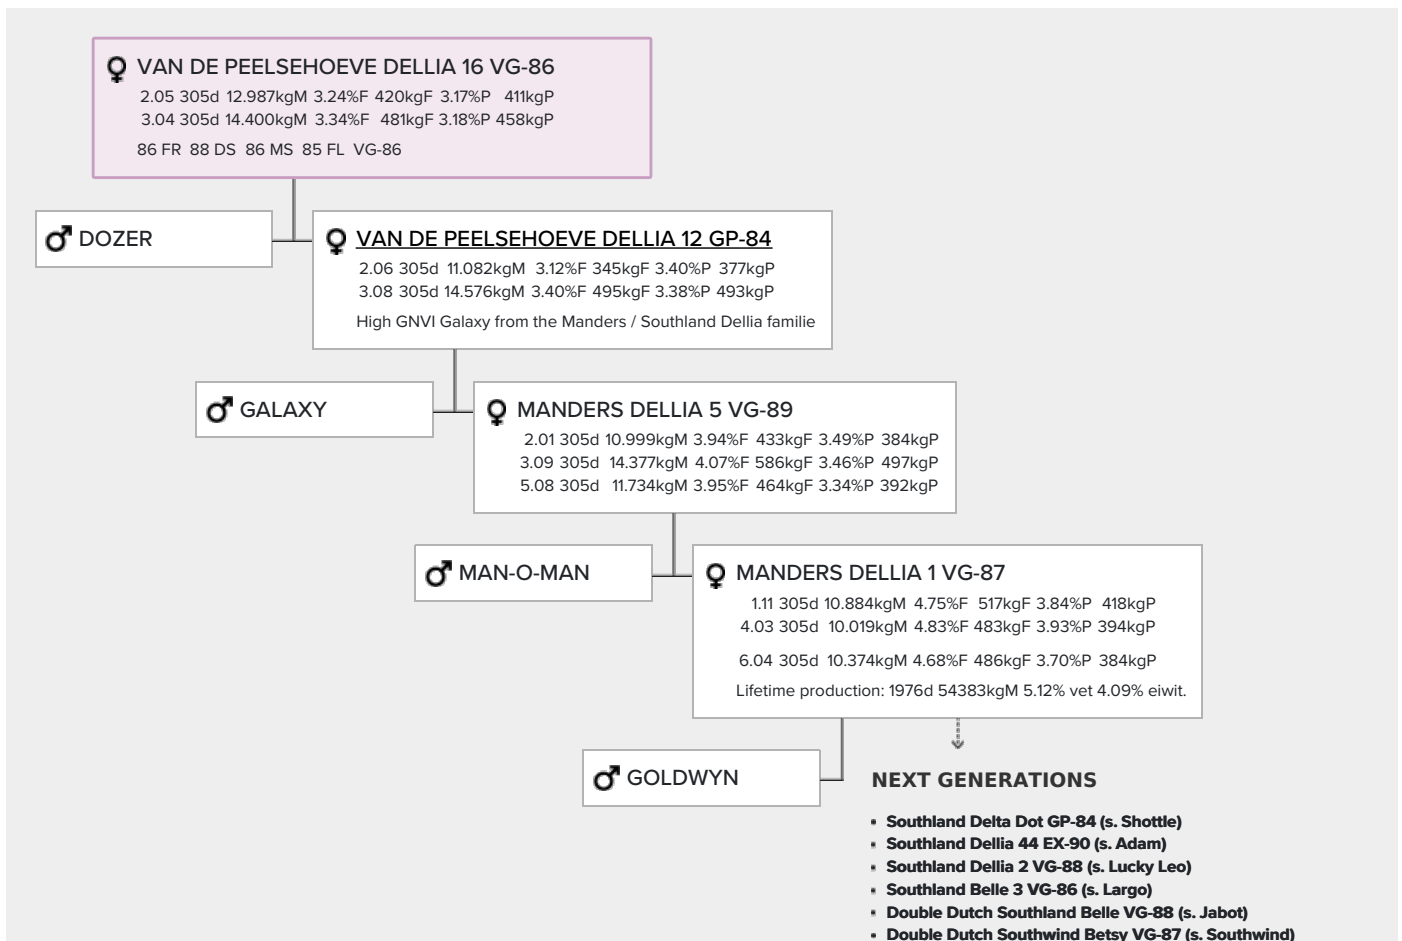 VAN DE PEELSEHOEVE DELLIA 16 VG-86
2.05 305d 12.987kgM 3.24%F 420kgF 3.17%P 411kgP
3.04 305d 14.400kgM 3.34%F 481kgF 3.18%P 458kgP
86 FR 88 DS 86 MS 85 FL VG-86
DOZER
VAN DE PEELSEHOEVE DELLIA 12 GP-84
2.06 305d 11.082kgM 3.12%F 345kgF 3.40%P 377kgP
3.08 305d 14.576kgM 3.40%F 495kgF 3.38%P 493kgP
High GNVI Galaxy from the Manders / Southland Dellia familie
GALAXY
MANDERS DELLIA 5 VG-89
2.01 305d 10.999kgM 3.94%F 433kgF 3.49%P 384kgP
3.09 305d 14.377kgM 4.07%F 586kgF 3.46%P 497kgP
5.08 305d 11.734kgM 3.95%F 464kgF 3.34%P 392kgP
MAN-O-MAN
MANDERS DELLIA 1 VG-87
1.11 305d 10.884kgM 4.75%F 517kgF 3.84%P 418kgP
4.03 305d 10.019kgM 4.83%F 483kgF 3.93%P 394kgP
6.04 305d 10.374kgM 4.68%F 486kgF 3.70%P 384kgP
Lifetime production: 1976d 54383kgM 5.12% vet 4.09% eiwit.
GOLDWYN
NEXT GENERATIONS
Southland Delta Dot GP-84 (s. Shottle)
Southland Dellia 44 EX-90 (s. Adam)
Southland Dellia 2 VG-88 (s. Lucky Leo)
Southland Belle 3 VG-86 (s. Largo)
Double Dutch Southland Belle VG-88 (s. Jabot)
Double Dutch Southwind Betsy VG-87 (s. Southwind)